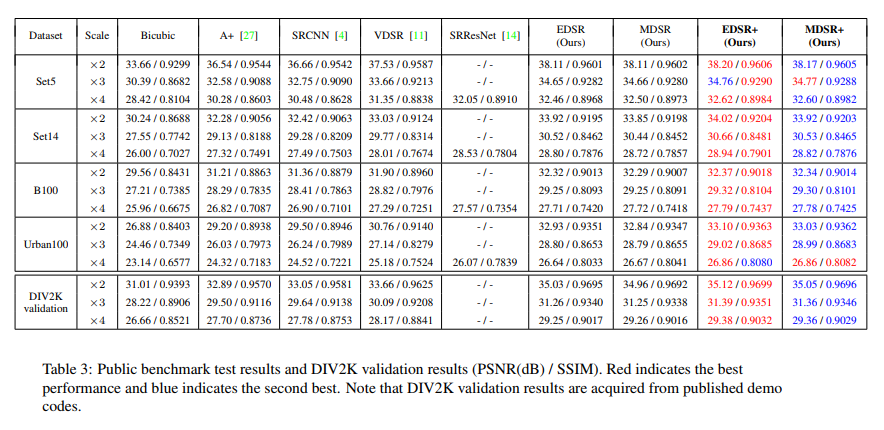 Dataset Scale Bicubic A+ [27] SRCNN [4] VDSR [11] SRResNet [14] EDSR (Ours) MDSR (Ours) EDSR+ (Ours) MDSR+ (Ours)
Set5 ×2 33.66 / 0.9299 36.54 / 0.9544 36.66 / 0.9542 37.53 / 0.9587 - / - 38.11 / 0.9601 38.11 / 0.9602 38.20 / 0.9606 38.17 / 0.9605
×3 30.39 / 0.8682 32.58 / 0.9088 32.75 / 0.9090 33.66 / 0.9213 - / - 34.65 / 0.9282 34.66 / 0.9280 34.76 / 0.9290 34.77 / 0.9288
×4 28.42 / 0.8104 30.28 / 0.8603 30.48 / 0.8628 31.35 / 0.8838 32.05 / 0.8910 32.46 / 0.8968 32.50 / 0.8973 32.62 / 0.8984 32.60 / 0.8982
Set14 ×2 30.24 / 0.8688 32.28 / 0.9056 32.42 / 0.9063 33.03 / 0.9124 - / - 33.92 / 0.9195 33.85 / 0.9198 34.02 / 0.9204 33.92 / 0.9203
×3 27.55 / 0.7742 29.13 / 0.8188 29.28 / 0.8209 29.77 / 0.8314 - / - 30.52 / 0.8462 30.44 / 0.8452 30.66 / 0.8481 30.53 / 0.8465
×4 26.00 / 0.7027 27.32 / 0.7491 27.49 / 0.7503 28.01 / 0.7674 28.53 / 0.7804 28.80 / 0.7876 28.72 / 0.7857 28.94 / 0.7901 28.82 / 0.7876
B100 ×2 29.56 / 0.8431 31.21 / 0.8863 31.36 / 0.8879 31.90 / 0.8960 - / - 32.32 / 0.9013 32.29 / 0.9007 32.37 / 0.9018 32.34 / 0.9014
×3 27.21 / 0.7385 28.29 / 0.7835 28.41 / 0.7863 28.82 / 0.7976 - / - 29.25 / 0.8093 29.25 / 0.8091 29.32 / 0.8104 29.30 / 0.8101
×4 25.96 / 0.6675 26.82 / 0.7087 26.90 / 0.7101 27.29 / 0.7251 27.57 / 0.7354 27.71 / 0.7420 27.72 / 0.7418 27.79 / 0.7437 27.78 / 0.7425
Urban100 ×2 26.88 / 0.8403 29.20 / 0.8938 29.50 / 0.8946 30.76 / 0.9140 - / - 32.93 / 0.9351 32.84 / 0.9347 33.10 / 0.9363 33.03 / 0.9362
×3 24.46 / 0.7349 26.03 / 0.7973 26.24 / 0.7989 27.14 / 0.8279 - / - 28.80 / 0.8653 28.79 / 0.8655 29.02 / 0.8685 28.99 / 0.8683
×4 23.14 / 0.6577 24.32 / 0.7183 24.52 / 0.7221 25.18 / 0.7524 26.07 / 0.7839 26.64 / 0.8033 26.67 / 0.8041 26.86 / 0.8080 26.86 / 0.8082
DIV2K validation ×2 31.01 / 0.9393 32.89 / 0.9570 33.05 / 0.9581 33.66 / 0.9625 - / - 35.03 / 0.9695 34.96 / 0.9692 35.12 / 0.9699 35.05 / 0.9696
×3 28.22 / 0.8906 29.50 / 0.9116 29.64 / 0.9138 30.09 / 0.9208 - / - 31.26 / 0.9340 31.25 / 0.9338 31.39 / 0.9351 31.36 / 0.9346
×4 26.66 / 0.8521 27.70 / 0.8736 27.78 / 0.8753 28.17 / 0.8841 - / - 29.25 / 0.9017 29.26 / 0.9016 29.38 / 0.9032 29.36 / 0.9029
Table 3: Public benchmark test results and DIV2K validation results (PSNR(dB) / SSIM). Red indicates the best
performance and blue indicates the second best. Note that DIV2K validation results are acquired from published demo
codes.